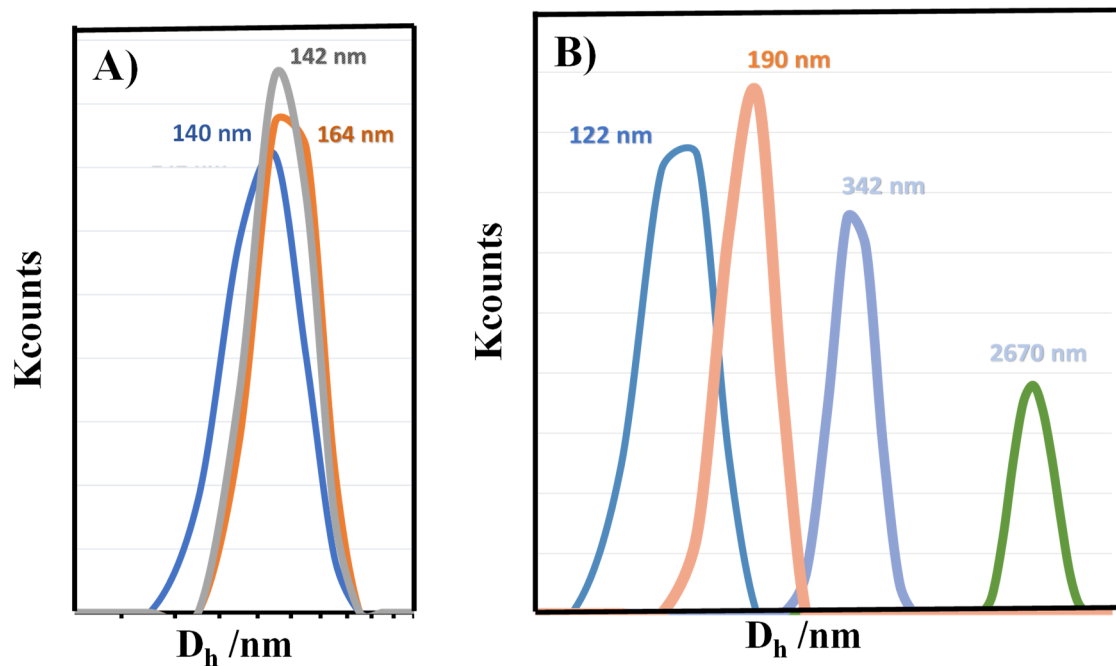 A)
142 nm
140 nm
164 nm
Kcounts
Dₕ /nm
B)
190 nm
122 nm
342 nm
2670 nm
Kcounts
Dₕ /nm